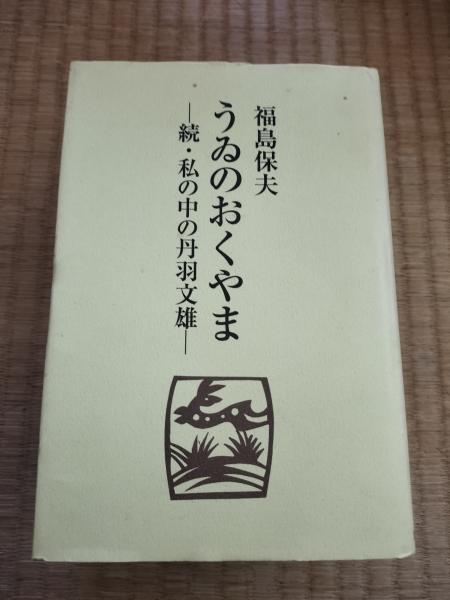 福島保夫
うゐのおくやま
―続・私の中の丹羽文雄―